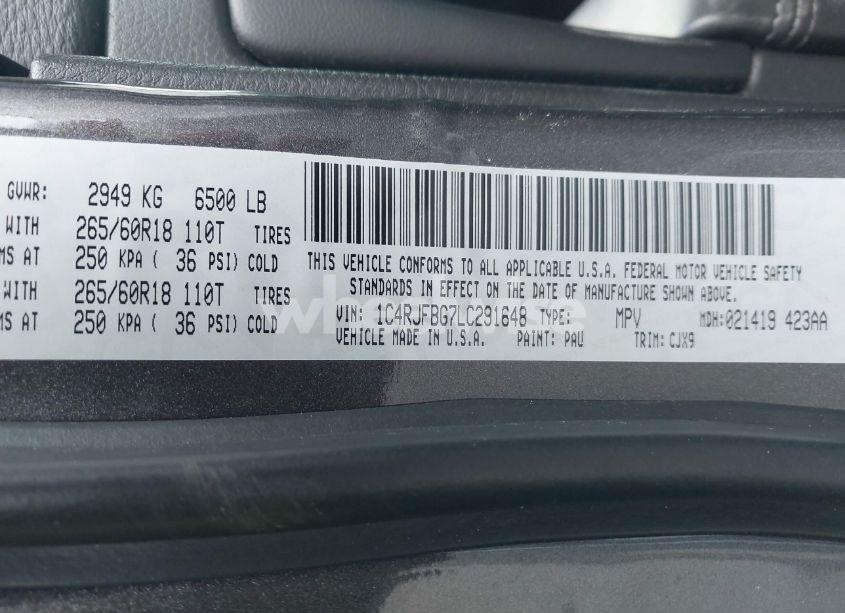 GVWR: 2949 KG 6500 LB
WITH 265/60R18 110T TIRES
MS AT 250 KPA ( 36 PSI) COLD
WITH 265/60R18 110T TIRES
MS AT 250 KPA ( 36 PSI) COLD
THIS VEHICLE CONFORMS TO ALL APPLICABLE U.S.A. FEDERAL MOTOR VEHICLE SAFETY
STANDARDS IN EFFECT ON THE DATE OF MANUFACTURE SHOWN ABOVE.
VIN: 1C4RJFBG7LC291648 TYPE: MPV MDH:021419 423AA
VEHICLE MADE IN U.S.A. PAINT: PAU TRIM: CJX9